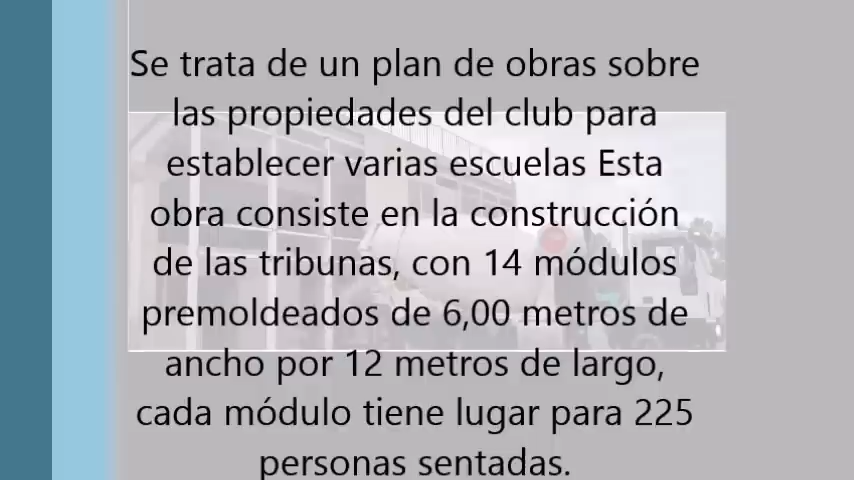 Se trata de un plan de obras sobre
las propiedades del club para
establecer varias escuelas Esta
obra consiste en la construcción
de las tribunas, con 14 módulos
premoldeados de 6,00 metros de
ancho por 12 metros de largo,
cada módulo tiene lugar para 225
personas sentadas.